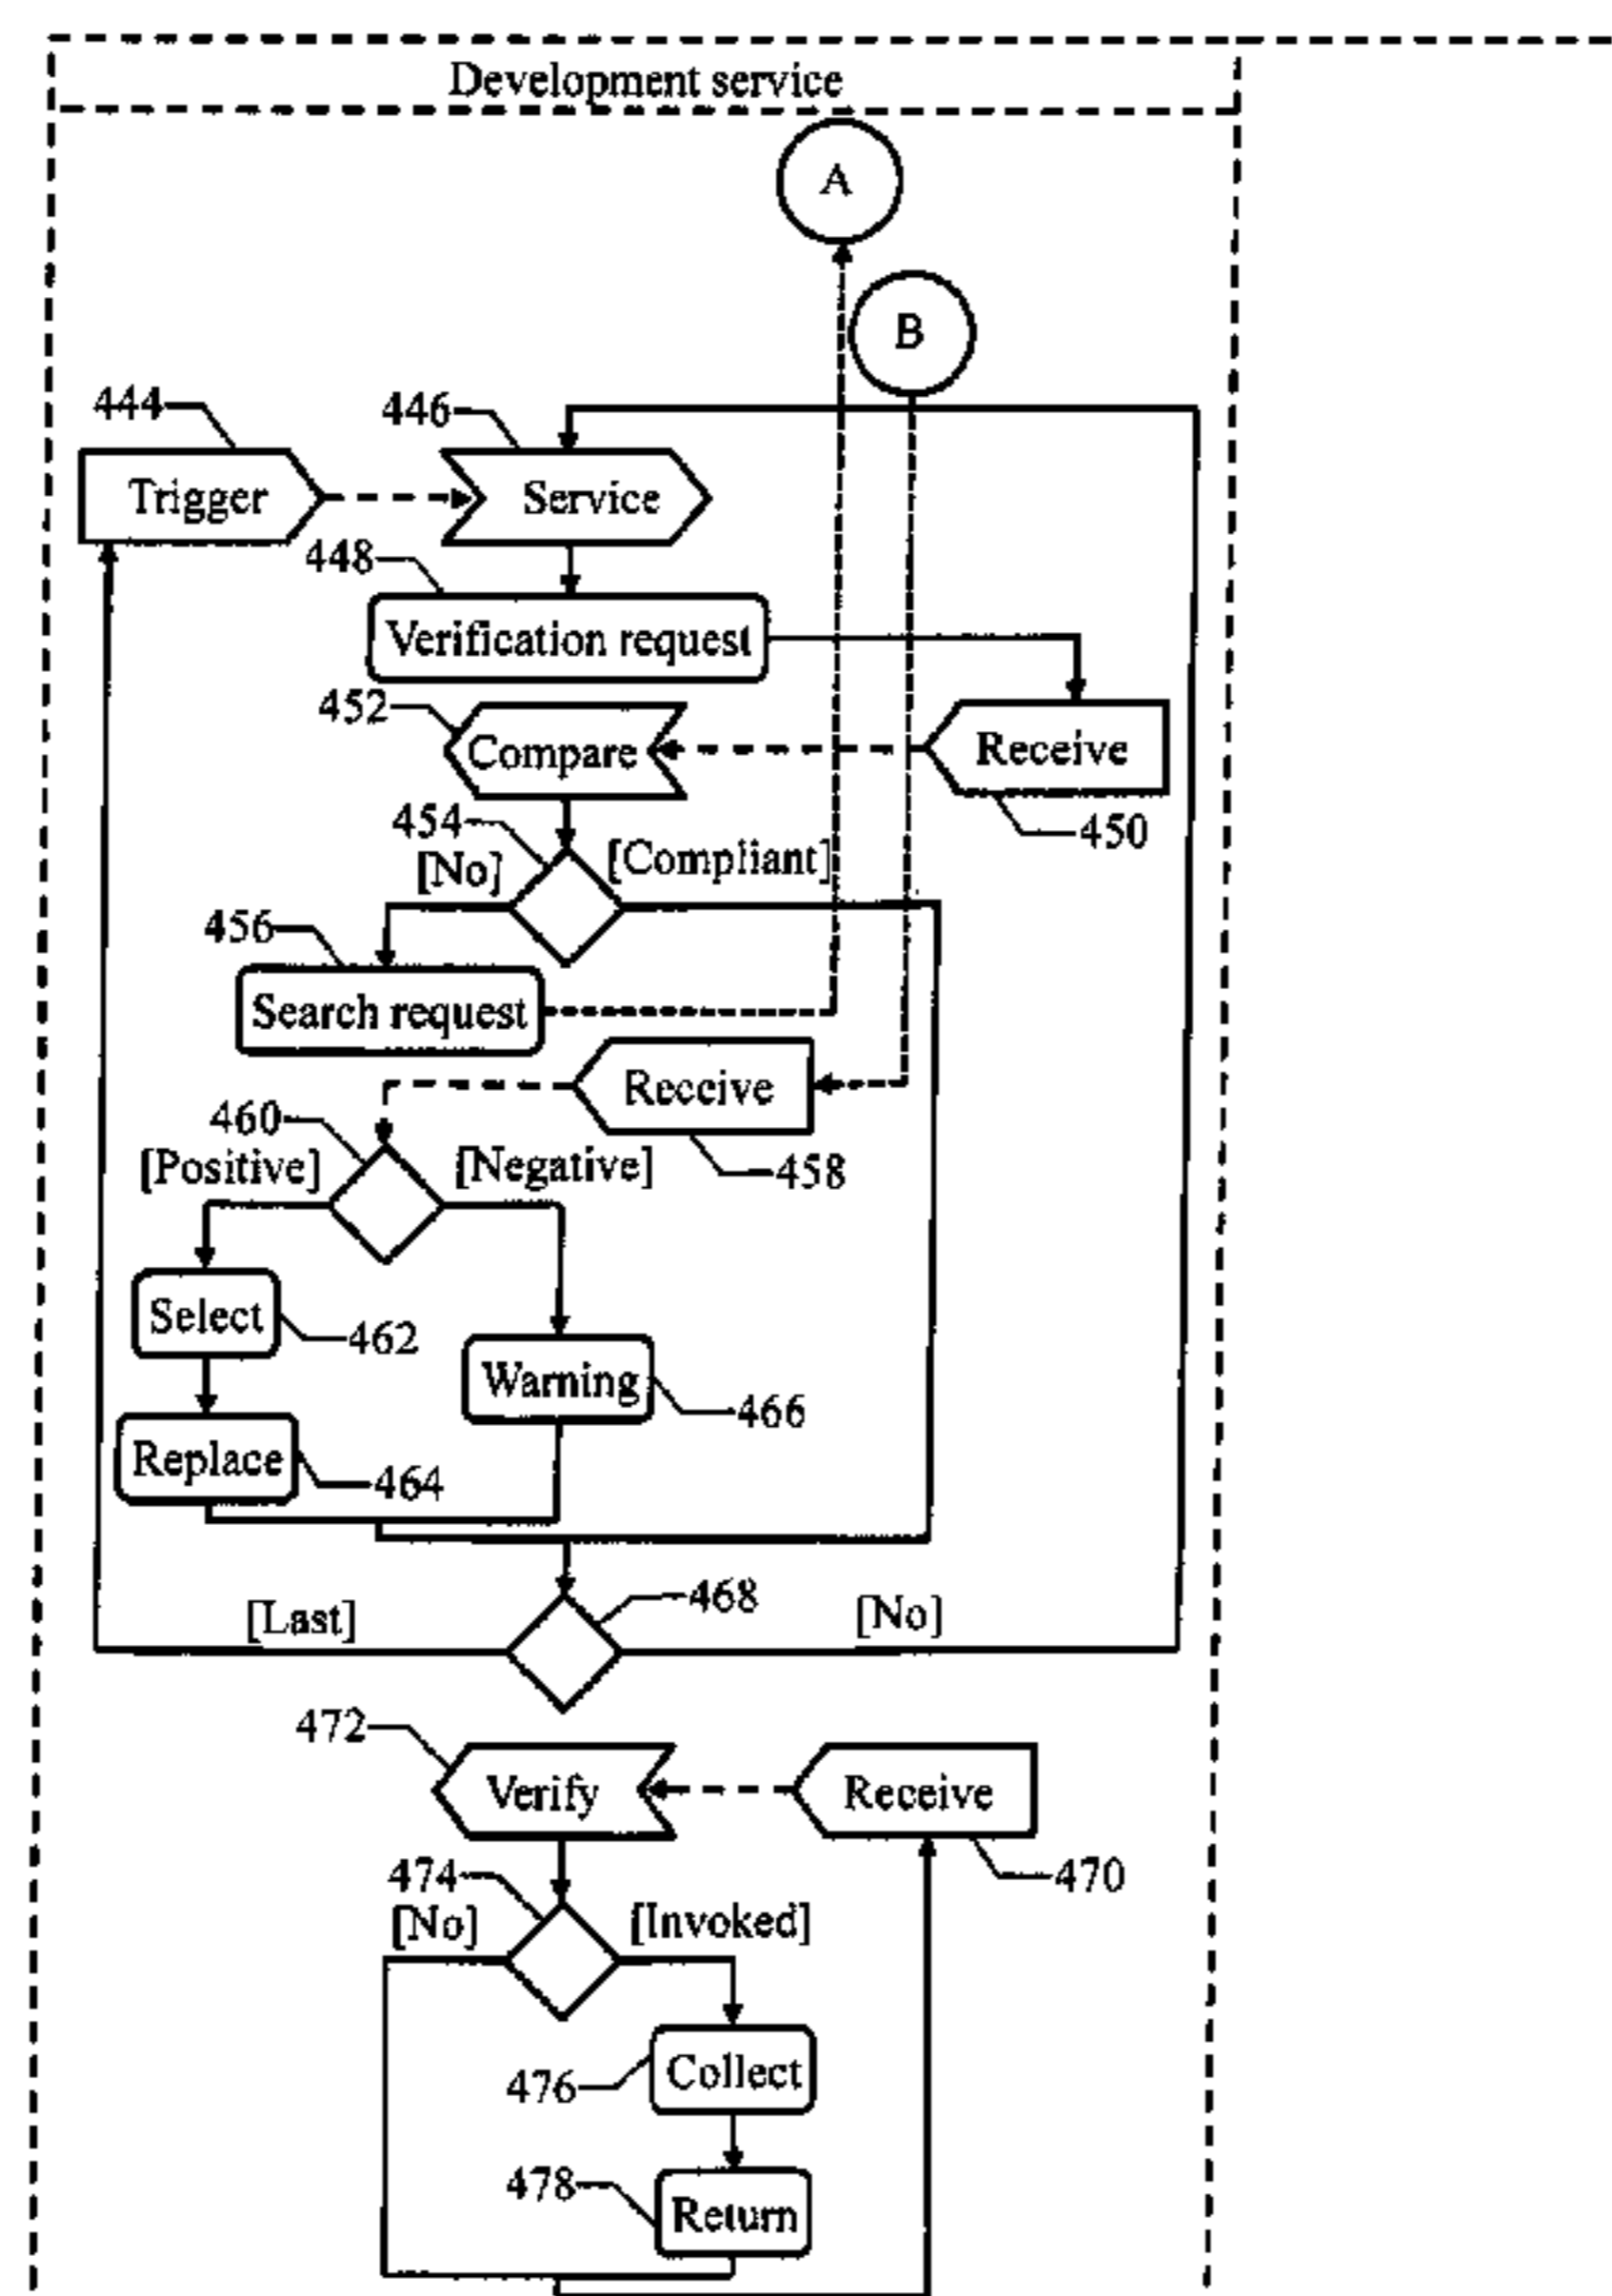 Development service
A
B
444
446
Trigger
Service
448
Verification request
452
Compare
Receive
450
454
[No]
[Compliant]
456
Search request
Receive
458
460
[Positive]
[Negative]
Select
462
Warning
466
Replace
464
468
[Last]
[No]
472
Verify
Receive
470
474
[No]
[Invoked]
Collect
476
478
Return